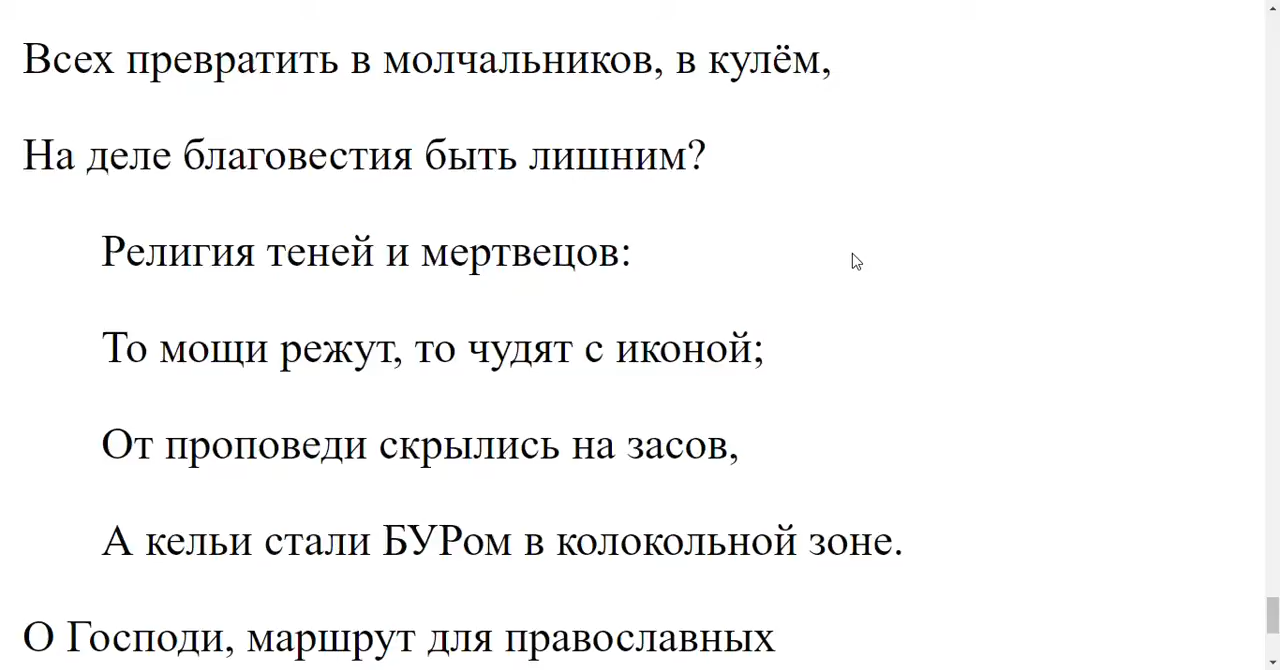 Всех превратить в молчальников, в кулём,
На деле благовестия быть лишним?
Религия теней и мертвецов:
То мощи режут, то чудят с иконой;
От проповеди скрылись на засов,
А кельи стали БУРом в колокольной зоне.
О Господи, маршрут для православных